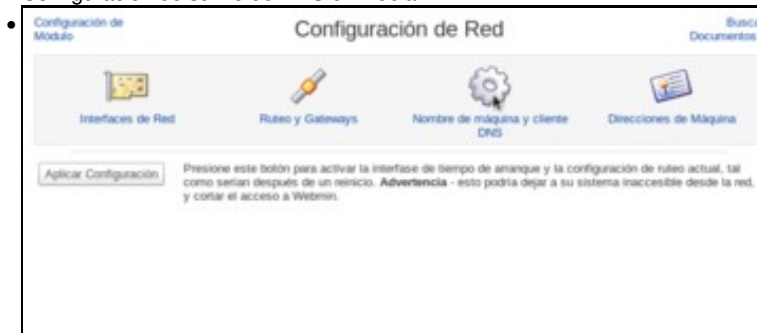 Configuración de
Módulo
Configuración de Red
Busca
Documentos
Interfaces de Red
Ruteo y Gateways
Nombre de máquina y cliente
DNS
Direcciones de Máquina
Aplicar Configuración
Presione este botón para activar la interfase de tiempo de arranque y la configuración de ruteo actual, tal
como serían después de un reinicio. Advertencia - esto podría dejar a su sistema inaccesible desde la red,
y cortar el acceso a Webmin.